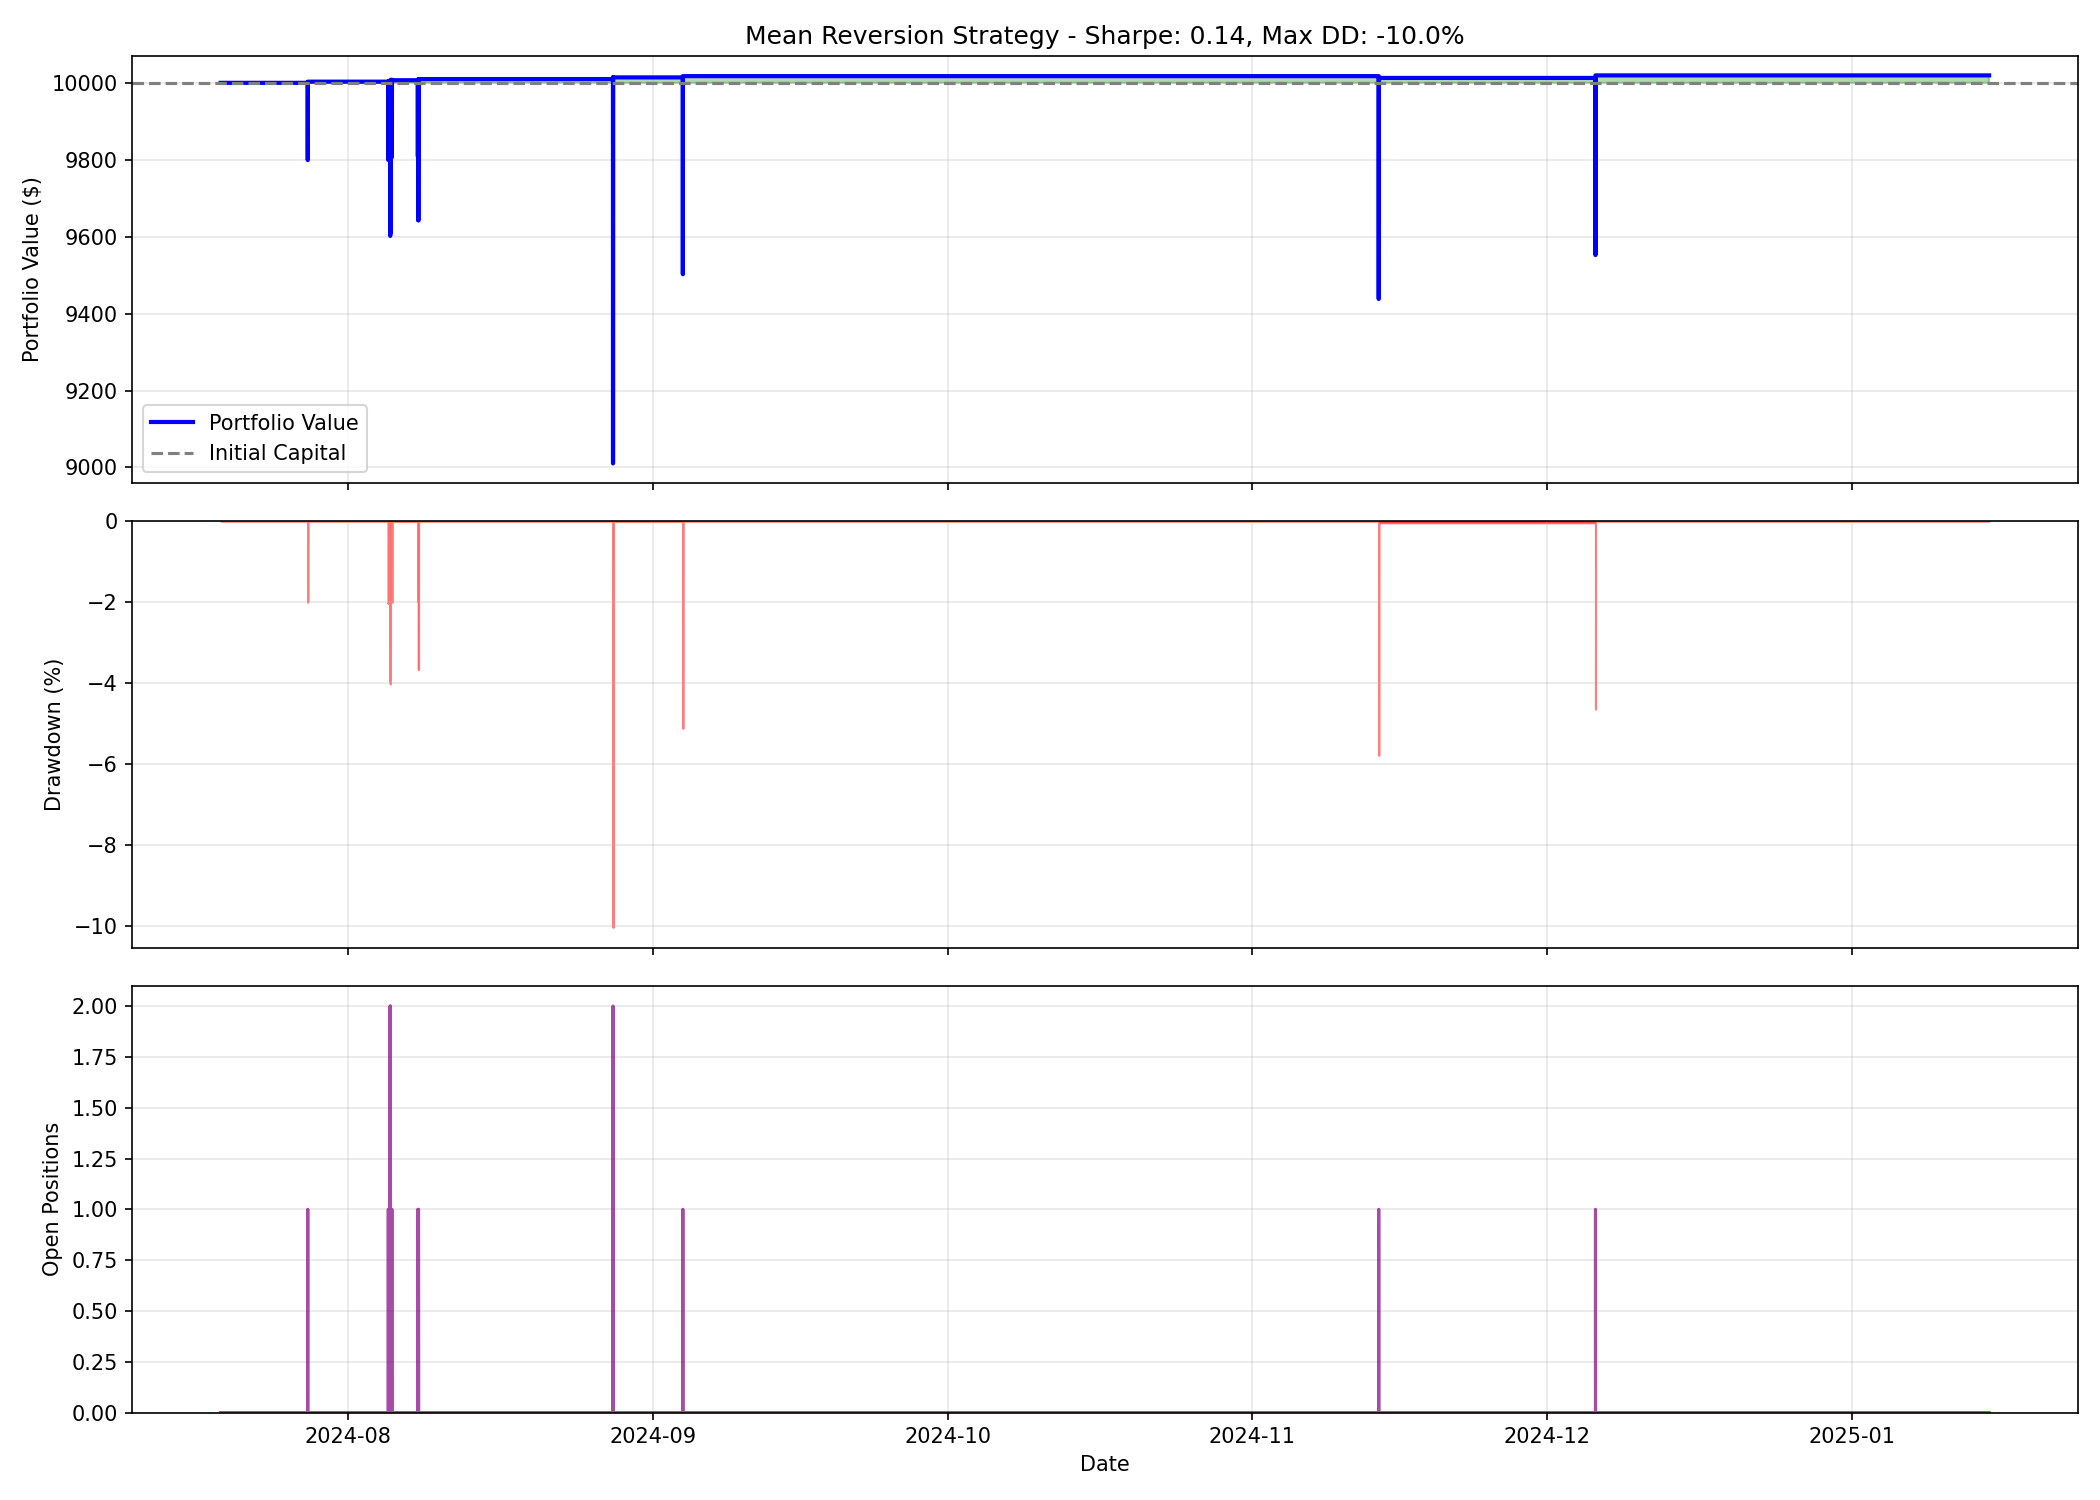 Mean Reversion Strategy - Sharpe: 0.14, Max DD: -10.0%
Portfolio Value ($)
10000
9800
9600
9400
9200
9000
Portfolio Value
Initial Capital
Drawdown (%)
0
−2
−4
−6
−8
−10
Open Positions
2.00
1.75
1.50
1.25
1.00
0.75
0.50
0.25
0.00
2024-08 2024-09 2024-10 2024-11 2024-12 2025-01
Date